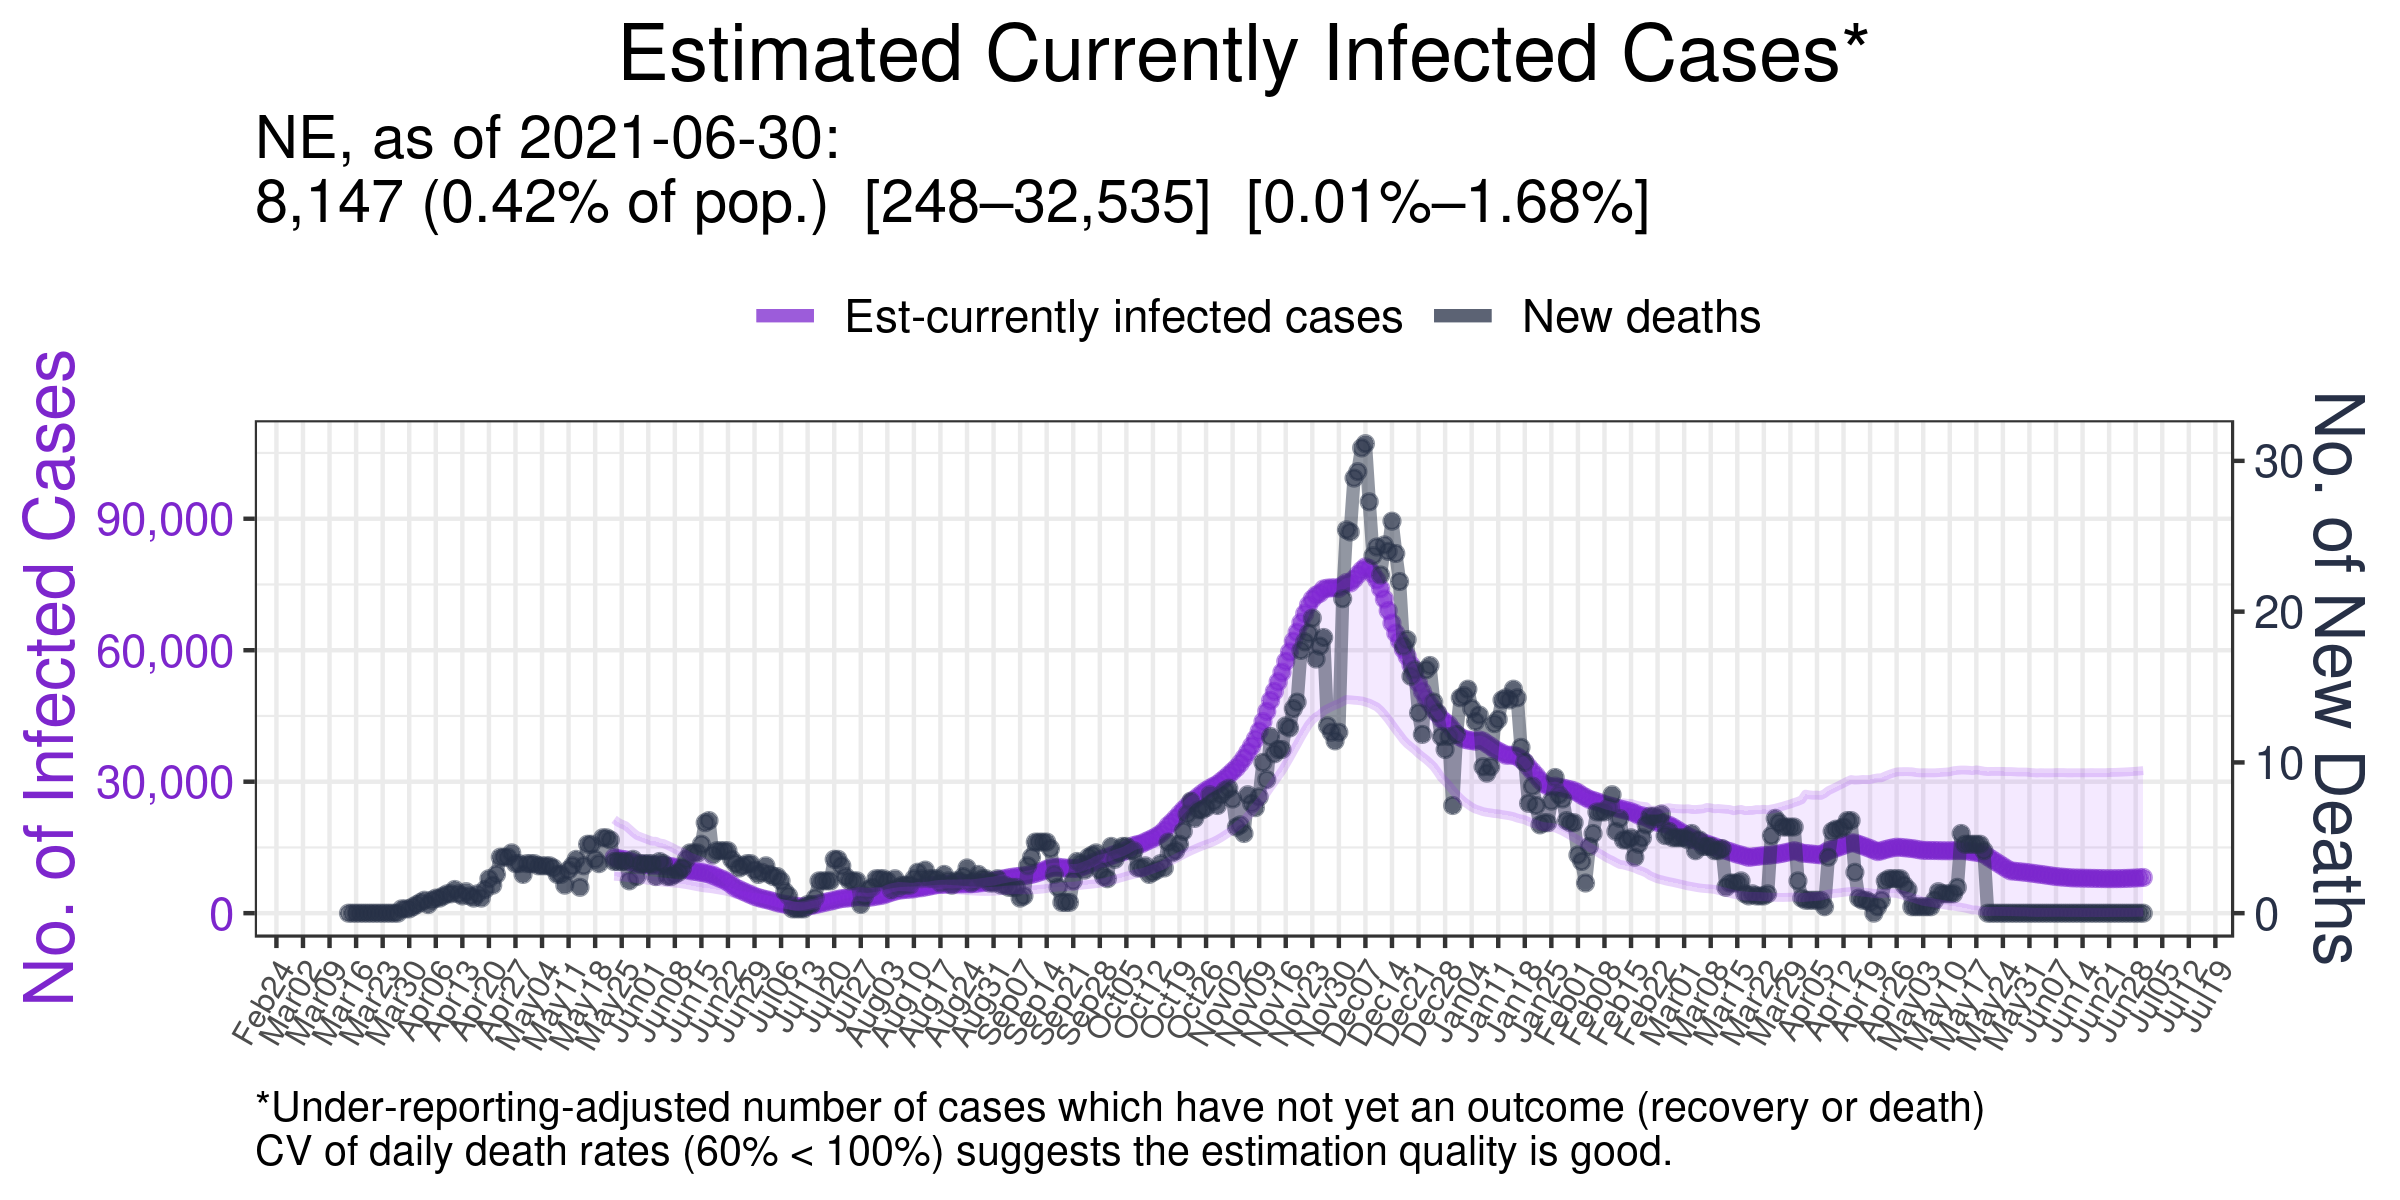 Estimated Currently Infected Cases*
NE, as of 2021-06-30:
8,147 (0.42% of pop.) [248–32,535] [0.01%–1.68%]
Est-currently infected cases
New deaths
No. of Infected Cases
90,000
60,000
30,000
0
30
20
10
0
No. of New Deaths
Feb24
Mar02
Mar09
Mar16
Mar23
Mar30
Apr06
Apr13
Apr20
Apr27
May04
May11
May18
May25
Jun01
Jun08
Jun15
Jun22
Jun29
Jul06
Jul13
Jul20
Jul27
Aug03
Aug10
Aug17
Aug24
Aug31
Sep07
Sep14
Sep21
Sep28
Oct05
Oct12
Oct19
Oct26
Nov02
Nov09
Nov16
Nov23
Nov30
Dec07
Dec14
Dec21
Dec28
Jan04
Jan11
Jan18
Jan25
Feb01
Feb08
Feb15
Feb22
Mar01
Mar08
Mar15
Mar22
Mar29
Apr05
Apr12
Apr19
Apr26
May03
May10
May17
May24
May31
Jun07
Jun14
Jun21
Jun28
Jul05
Jul12
Jul19
*Under-reporting-adjusted number of cases which have not yet an outcome (recovery or death)
CV of daily death rates (60% < 100%) suggests the estimation quality is good.